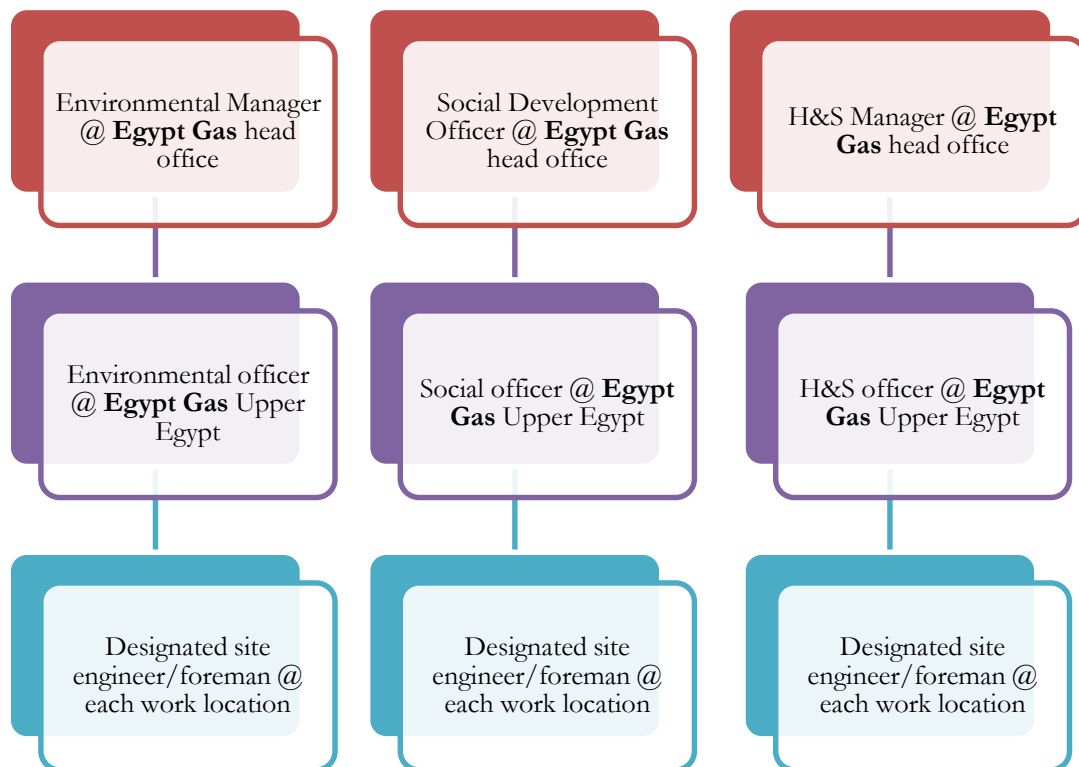 Environmental Manager
@ Egypt Gas head
office
Social Development
Officer @ Egypt Gas
head office
H&S Manager @ Egypt
Gas head office
Environmental officer
@ Egypt Gas Upper
Egypt
Social officer @ Egypt
Gas Upper Egypt
H&S officer @ Egypt
Gas Upper Egypt
Designated site
engineer/foreman @
each work location
Designated site
engineer/foreman @
each work location
Designated site
engineer/foreman @
each work location